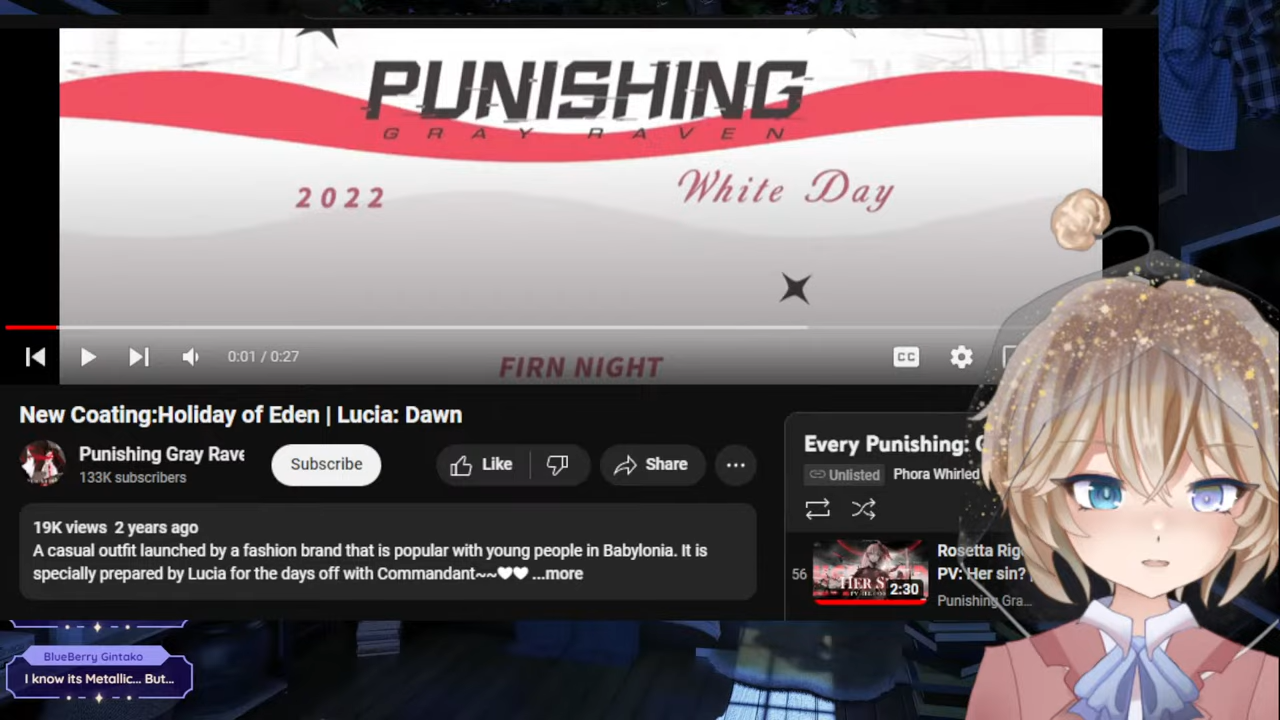 PUNISHING
GRAY RAVEN
2022
White Day
0:01 / 0:27
CC
FIRN NIGHT
New Coating:Holiday of Eden | Lucia: Dawn
Punishing Gray Rave
133K subscribers
Subscribe
Like
Share
19K views 2 years ago
A casual outfit launched by a fashion brand that is popular with young people in Babylonia. It is
specially prepared by Lucia for the days off with Commandant~~♥♥ ...more
Every Punishing:
Unlisted Phora Whirled
56
HER S
2:30
Rosetta Rig
PV: Her sin?
Punishing Gra...
BlueBerry Gintako
I know its Metallic... But...